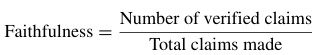 Faithfulness = Number of verified claims / Total claims made